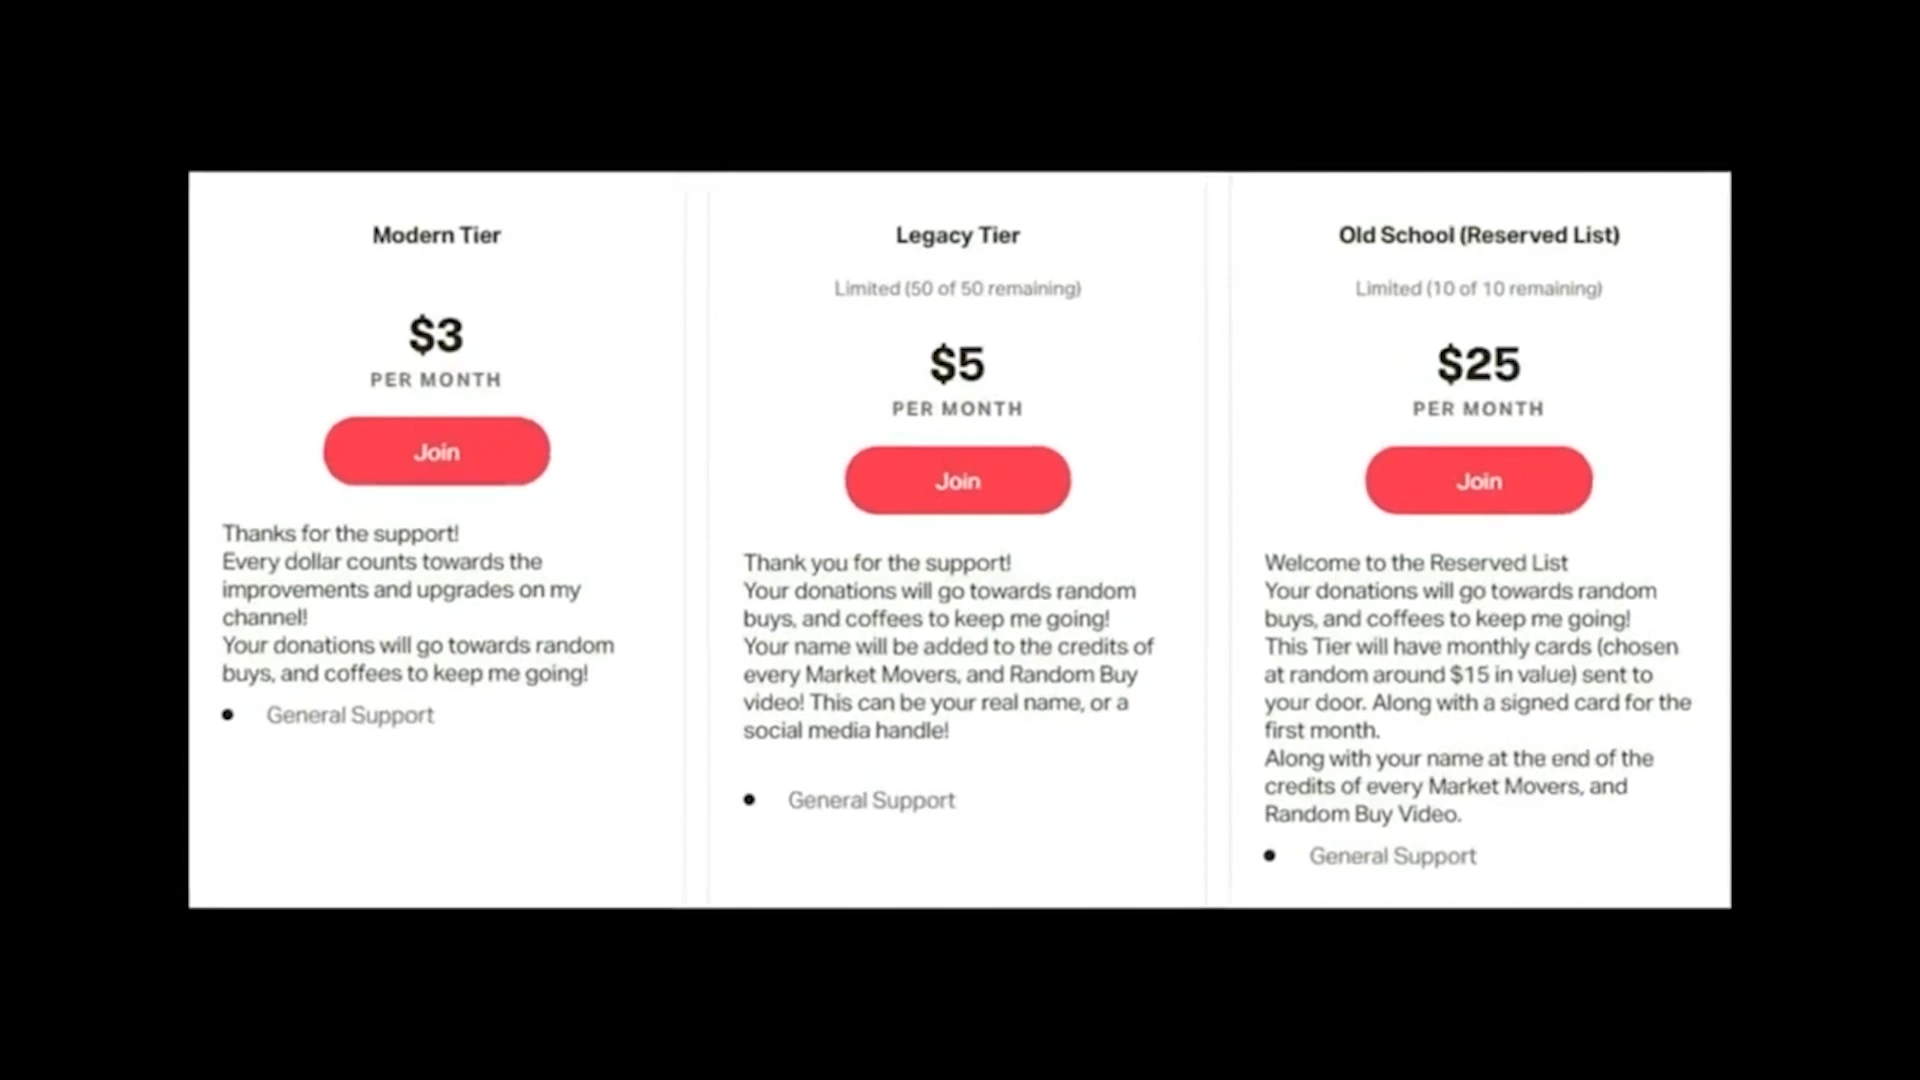 Modern Tier
$3
PER MONTH
Join
Thanks for the support!
Every dollar counts towards the
improvements and upgrades on my
channel!
Your donations will go towards random
buys, and coffees to keep me going!
General Support
Legacy Tier
Limited (50 of 50 remaining)
$5
PER MONTH
Join
Thank you for the support!
Your donations will go towards random
buys, and coffees to keep me going!
Your name will be added to the credits of
every Market Movers, and Random Buy
video! This can be your real name, or a
social media handle!
General Support
Old School (Reserved List)
Limited (10 of 10 remaining)
$25
PER MONTH
Join
Welcome to the Reserved List
Your donations will go towards random
buys, and coffees to keep me going!
This Tier will have monthly cards (chosen
at random around $15 in value) sent to
your door. Along with a signed card for the
first month.
Along with your name at the end of the
credits of every Market Movers, and
Random Buy Video.
General Support